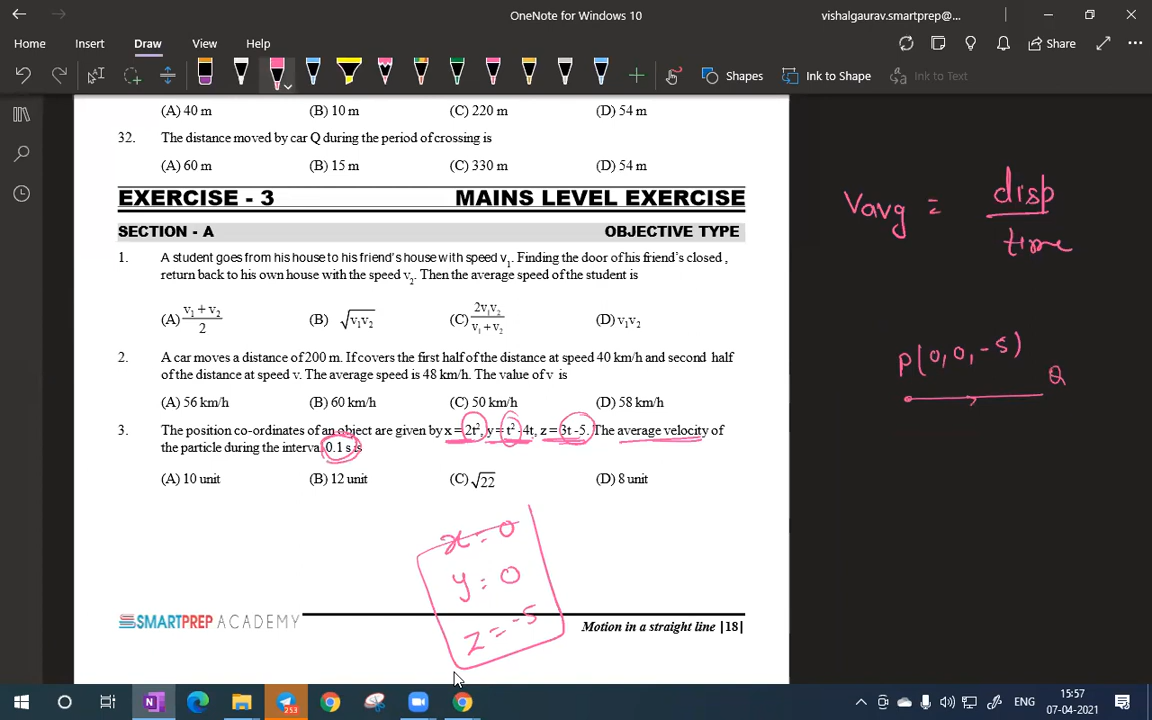 OneNote for Windows 10
vishalgaurav.smartprep@...
Home Insert Draw View Help
Share
Shapes Ink to Shape Ink to Text
(A) 40 m (B) 10 m (C) 220 m (D) 54 m
32. The distance moved by car Q during the period of crossing is
(A) 60 m (B) 15 m (C) 330 m (D) 54 m
EXERCISE - 3 MAINS LEVEL EXERCISE
SECTION - A OBJECTIVE TYPE
1. A student goes from his house to his friend's house with speed v₁. Finding the door of his friend's closed ,
return back to his own house with the speed v₂. Then the average speed of the student is
(A) (v₁ + v₂)/2 (B) √v₁v₂ (C) 2v₁v₂/(v₁ + v₂) (D) v₁v₂
2. A car moves a distance of 200 m. If covers the first half of the distance at speed 40 km/h and second half
of the distance at speed v. The average speed is 48 km/h. The value of v is
(A) 56 km/h (B) 60 km/h (C) 50 km/h (D) 58 km/h
3. The position co-ordinates of an object are given by x = 2t², y = t² -4t, z = 3t -5. The average velocity of
the particle during the interval 0.1 s is
(A) 10 unit (B) 12 unit (C) √22 (D) 8 unit
x = 0
y = 0
z = -5
SMARTPREP ACADEMY
Motion in a straight line |18|
Vavg = disp/time
P(0,0,-5) Q
253
ENG
15:57
07-04-2021